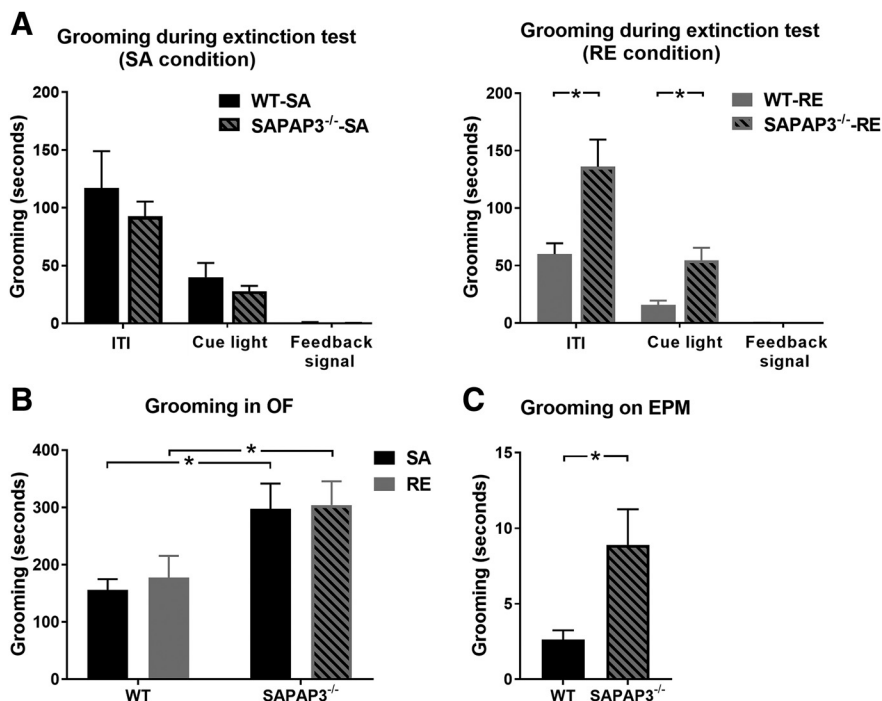 A
Grooming during extinction test
(SA condition)
Grooming (seconds)
200
150
100
50
0
WT-SA
SAPAP3-/--SA
ITI
Cue light
Feedback
signal
Grooming during extinction test
(RE condition)
Grooming (seconds)
200
150
100
50
0
*
*
WT-RE
SAPAP3-/--RE
ITI
Cue light
Feedback
signal
B
Grooming in OF
Grooming (seconds)
400
300
200
100
0
*
*
SA
RE
WT
SAPAP3-/-
C
Grooming on EPM
Grooming (seconds)
15
10
5
0
*
WT
SAPAP3-/-